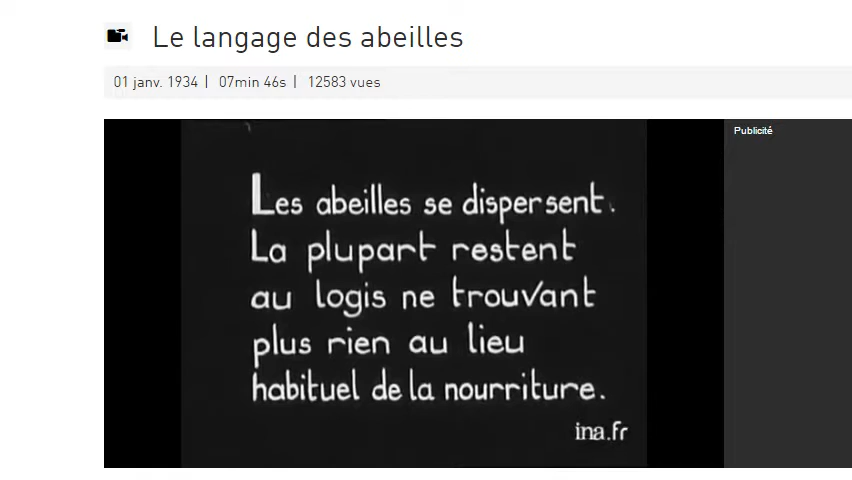 Le langage des abeilles
01 janv. 1934 | 07min 46s | 12583 vues
Publicité
Les abeilles se dispersent.
La plupart restent
au logis ne trouvant
plus rien au lieu
habituel de la nourriture.
ina.fr